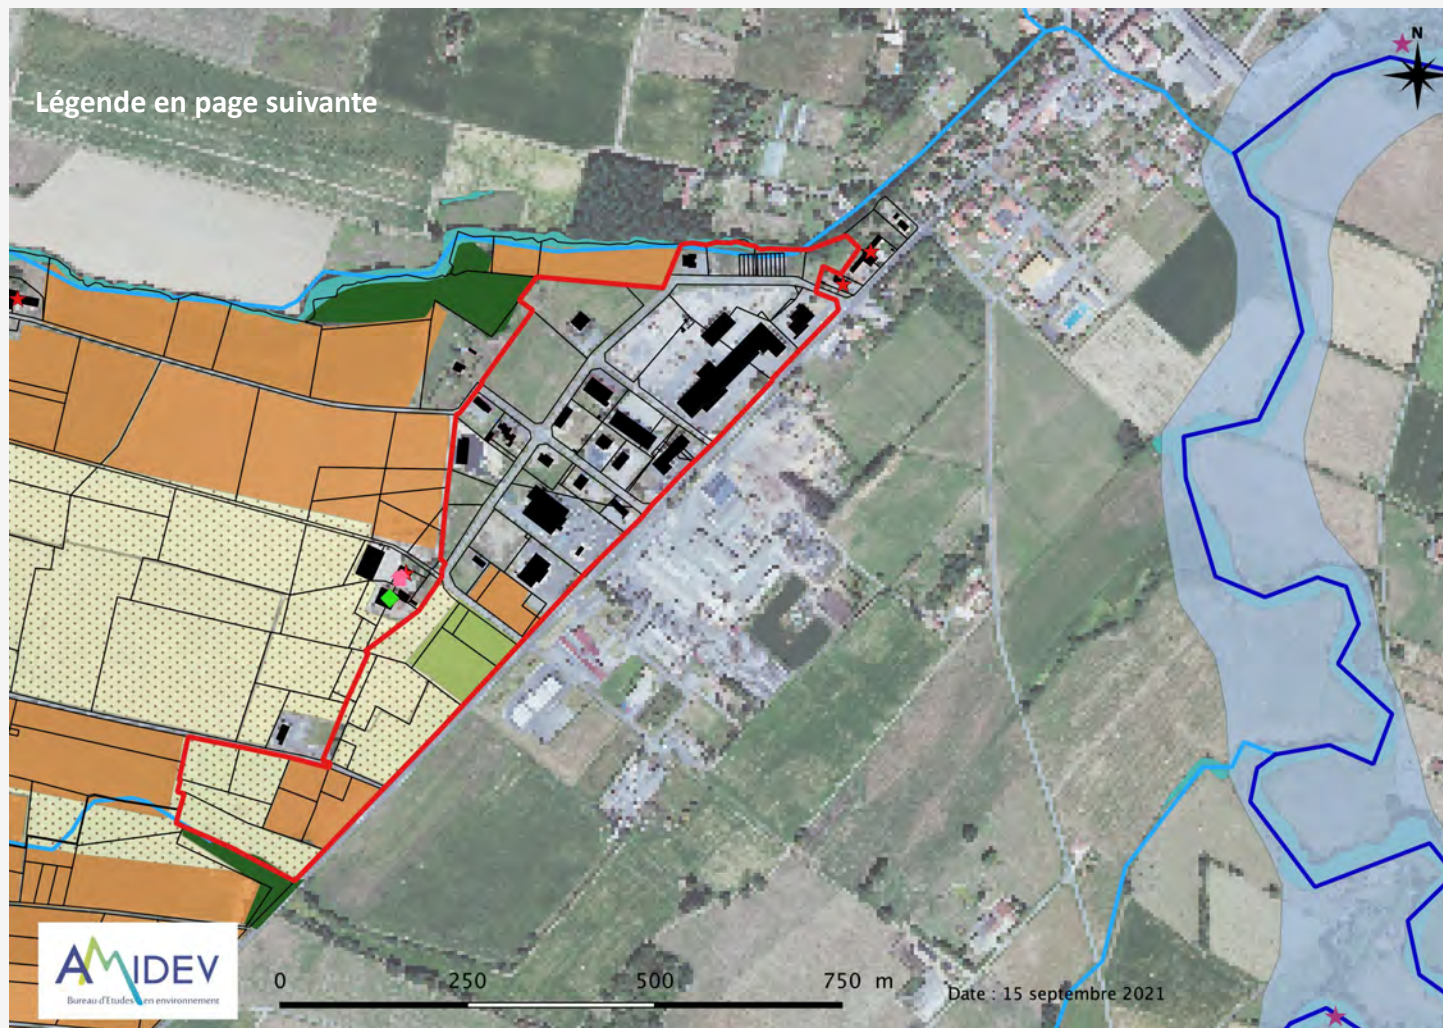 N
Légende en page suivante
AMIDEV
Bureau d'Etudes en environnement
0 250 500 750 m
Date : 15 septembre 2021